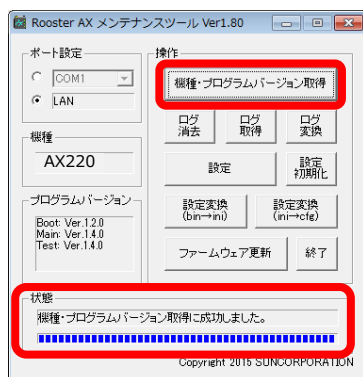 Rooster AX メンテナンスツール Ver1.80
ポート設定
COM1
LAN
機種
AX220
プログラムバージョン
Boot: Ver.1.2.0
Main: Ver.1.4.0
Test: Ver.1.4.0
操作
機種・プログラムバージョン取得
ログ
消去
ログ
取得
ログ
変換
設定
設定
初期化
設定変換
(bin→ini)
設定変換
(ini→cfg)
ファームウェア更新
終了
状態
機種・プログラムバージョン取得に成功しました。
Copyright 2015 SUNCORPORATION